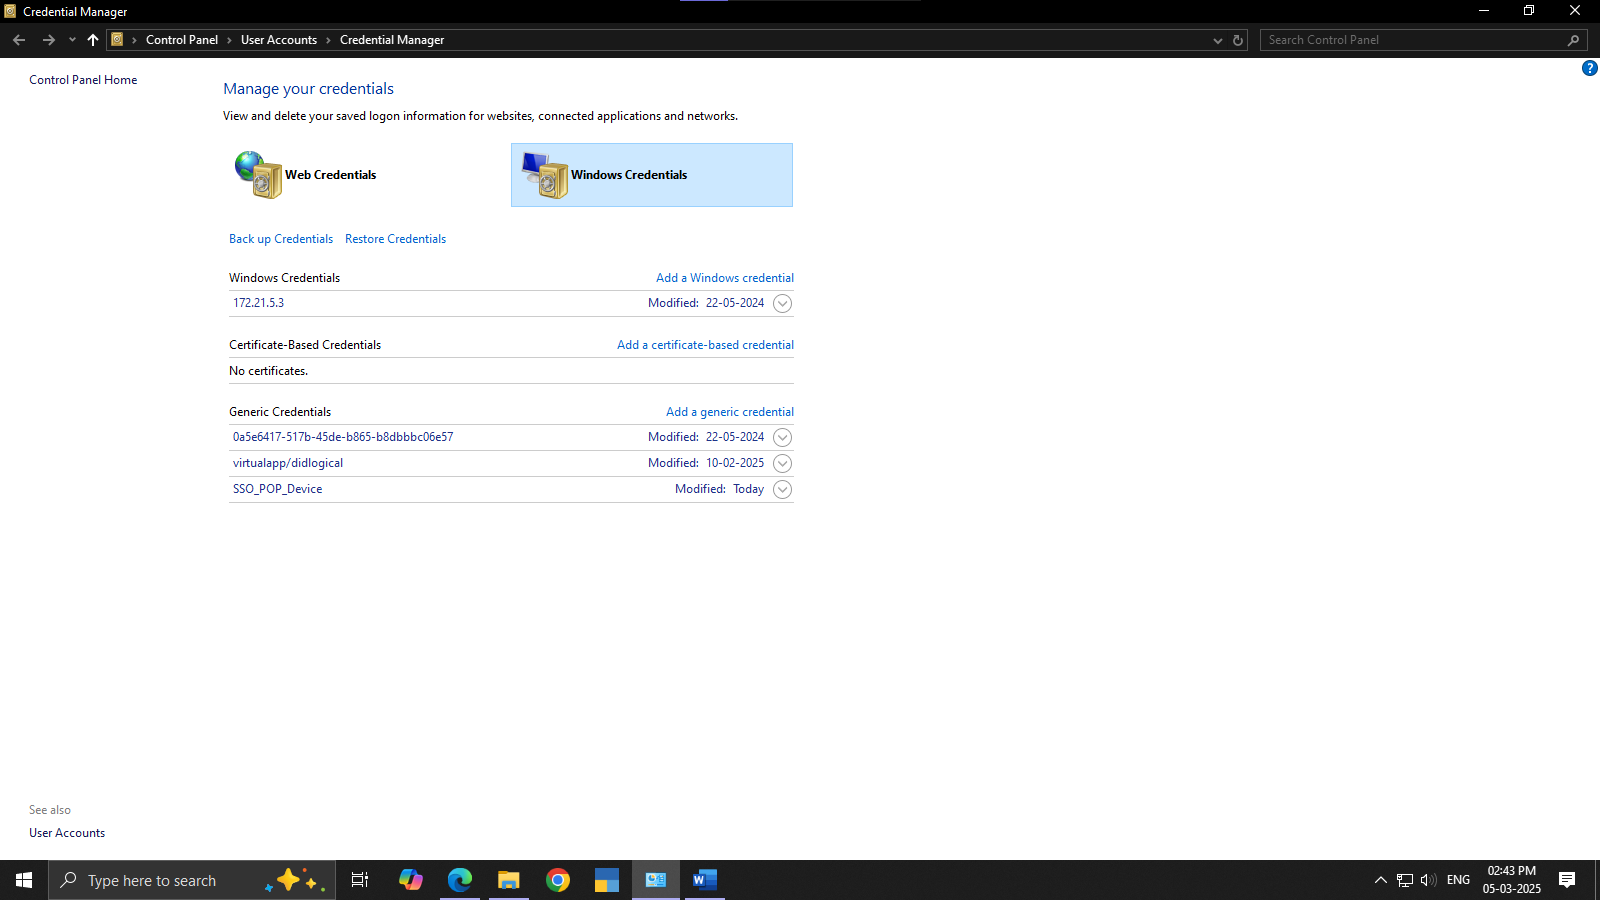 Credential Manager
Control Panel > User Accounts > Credential Manager
Search Control Panel
Control Panel Home
Manage your credentials
View and delete your saved logon information for websites, connected applications and networks.
Web Credentials
Windows Credentials
Back up Credentials Restore Credentials
Windows Credentials Add a Windows credential
172.21.5.3 Modified: 22-05-2024
Certificate-Based Credentials Add a certificate-based credential
No certificates.
Generic Credentials Add a generic credential
0a5e6417-517b-45de-b865-b8dbbbc06e57 Modified: 22-05-2024
virtualapp/didlogical Modified: 10-02-2025
SSO_POP_Device Modified: Today
See also
User Accounts
Type here to search
ENG
02:43 PM
05-03-2025